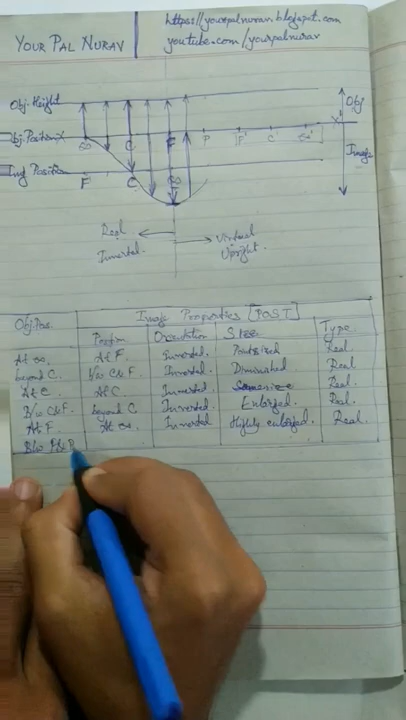 YOUR PAL NURAV
https://yourpalnurav.blogspot.com
youtube.com/yourpalnurav
Obj. Height
Obj
Obj. Position X ∞ C F P F' C ∞' X'
Image
Img Position F C ∞
Real Inverted.
Virtual Upright.
Obj. Pos. Image Properties [POST]
Position Orientation Size Type
At ∞. At F. Inverted. Pointsized Real.
beyond C. B/w C & F. Inverted. Diminished Real.
At C. At C Inverted. Samesize Real.
B/w C & F. beyond C Inverted. Enlarged. Real.
At F. At ∞. Inverted Highly enlarged. Real.
B/w F & P